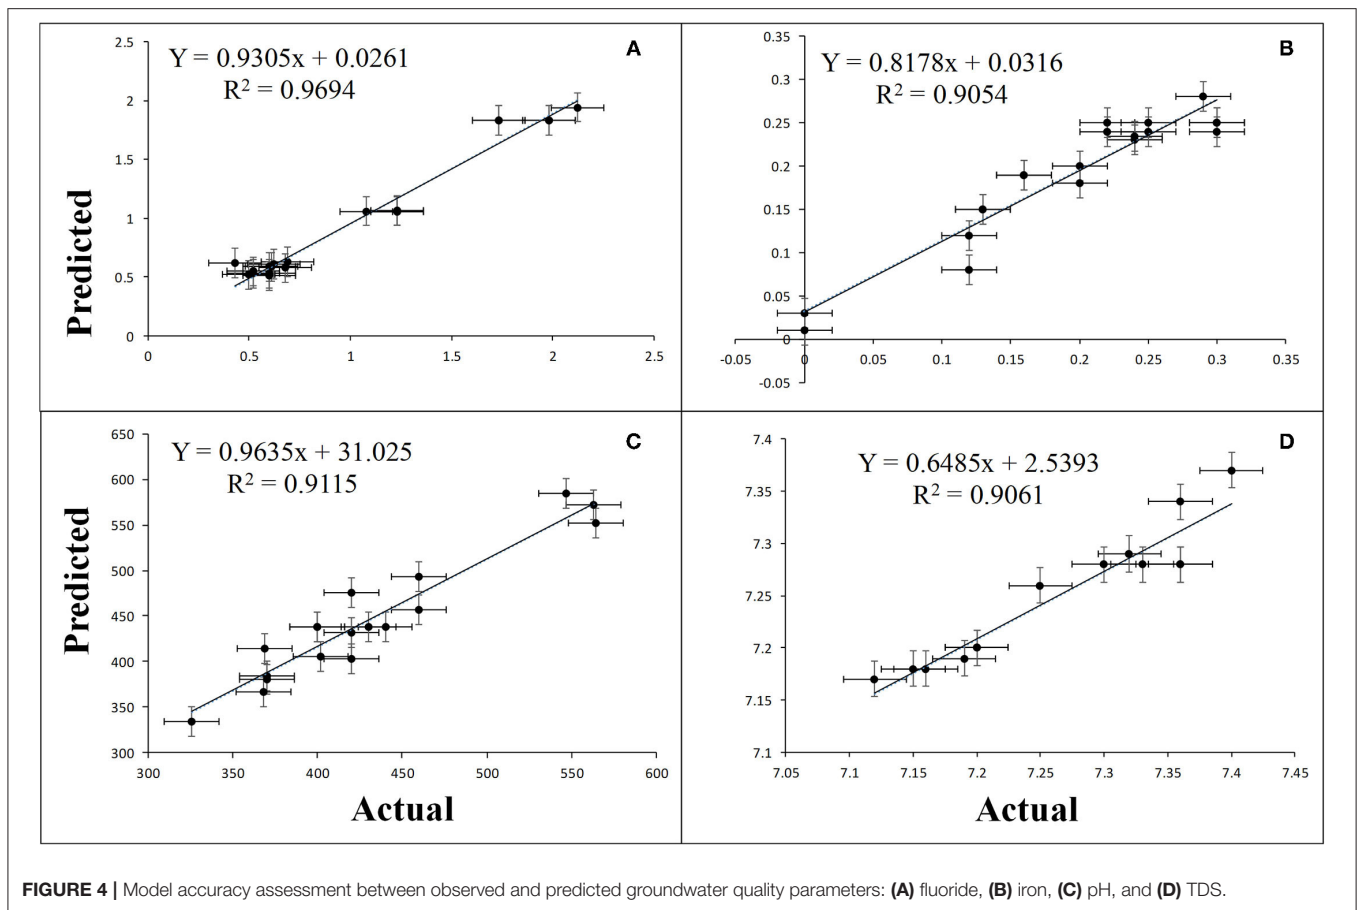 A
Y = 0.9305x + 0.0261
R² = 0.9694
2.5
2
1.5
1
0.5
0
0 0.5 1 1.5 2 2.5
Predicted
B
Y = 0.8178x + 0.0316
R² = 0.9054
0.35
0.3
0.25
0.2
0.15
0.1
0.05
0
-0.05
-0.05 0 0.05 0.1 0.15 0.2 0.25 0.3 0.35
C
Y = 0.9635x + 31.025
R² = 0.9115
650
600
550
500
450
400
350
300
300 350 400 450 500 550 600
Predicted
Actual
D
Y = 0.6485x + 2.5393
R² = 0.9061
7.4
7.35
7.3
7.25
7.2
7.15
7.1
7.05 7.1 7.15 7.2 7.25 7.3 7.35 7.4 7.45
Actual
FIGURE 4 | Model accuracy assessment between observed and predicted groundwater quality parameters: (A) fluoride, (B) iron, (C) pH, and (D) TDS.